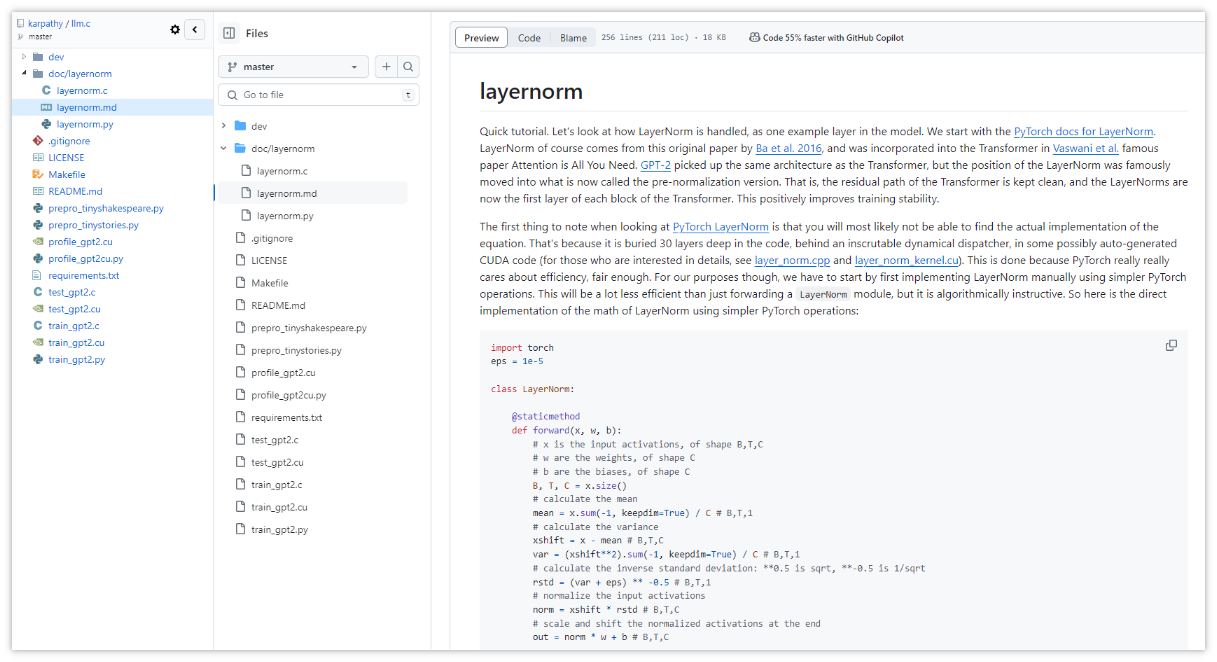 karpathy / llm.c
master
dev
doc/layernorm
layernorm.c
layernorm.md
layernorm.py
.gitignore
LICENSE
Makefile
README.md
prepro_tinyshakespeare.py
prepro_tinystories.py
profile_gpt2.cu
profile_gpt2cu.py
requirements.txt
test_gpt2.c
test_gpt2.cu
train_gpt2.c
train_gpt2.cu
train_gpt2.py
Files
master
Go to file
t
dev
doc/layernorm
layernorm.c
layernorm.md
layernorm.py
.gitignore
LICENSE
Makefile
README.md
prepro_tinyshakespeare.py
prepro_tinystories.py
profile_gpt2.cu
profile_gpt2cu.py
requirements.txt
test_gpt2.c
test_gpt2.cu
train_gpt2.c
train_gpt2.cu
train_gpt2.py
Preview Code Blame 256 lines (211 loc) · 18 KB Code 55% faster with GitHub Copilot
layernorm
Quick tutorial. Let's look at how LayerNorm is handled, as one example layer in the model. We start with the PyTorch docs for LayerNorm.
LayerNorm of course comes from this original paper by Ba et al. 2016, and was incorporated into the Transformer in Vaswani et al. famous
paper Attention is All You Need. GPT-2 picked up the same architecture as the Transformer, but the position of the LayerNorm was famously
moved into what is now called the pre-normalization version. That is, the residual path of the Transformer is kept clean, and the LayerNorms are
now the first layer of each block of the Transformer. This positively improves training stability.
The first thing to note when looking at PyTorch LayerNorm is that you will most likely not be able to find the actual implementation of the
equation. That's because it is buried 30 layers deep in the code, behind an inscrutable dynamical dispatcher, in some possibly auto-generated
CUDA code (for those who are interested in details, see layer_norm.cpp and layer_norm_kernel.cu). This is done because PyTorch really really
cares about efficiency, fair enough. For our purposes though, we have to start by first implementing LayerNorm manually using simpler PyTorch
operations. This will be a lot less efficient than just forwarding a LayerNorm module, but it is algorithmically instructive. So here is the direct
implementation of the math of LayerNorm using simpler PyTorch operations:
import torch
eps = 1e-5
class LayerNorm:
@staticmethod
def forward(x, w, b):
# x is the input activations, of shape B,T,C
# w are the weights, of shape C
# b are the biases, of shape C
B, T, C = x.size()
# calculate the mean
mean = x.sum(-1, keepdim=True) / C # B,T,1
# calculate the variance
xshift = x - mean # B,T,C
var = (xshift**2).sum(-1, keepdim=True) / C # B,T,1
# calculate the inverse standard deviation: **0.5 is sqrt, **-0.5 is 1/sqrt
rstd = (var + eps) ** -0.5 # B,T,1
# normalize the input activations
norm = xshift * rstd # B,T,C
# scale and shift the normalized activations at the end
out = norm * w + b # B,T,C